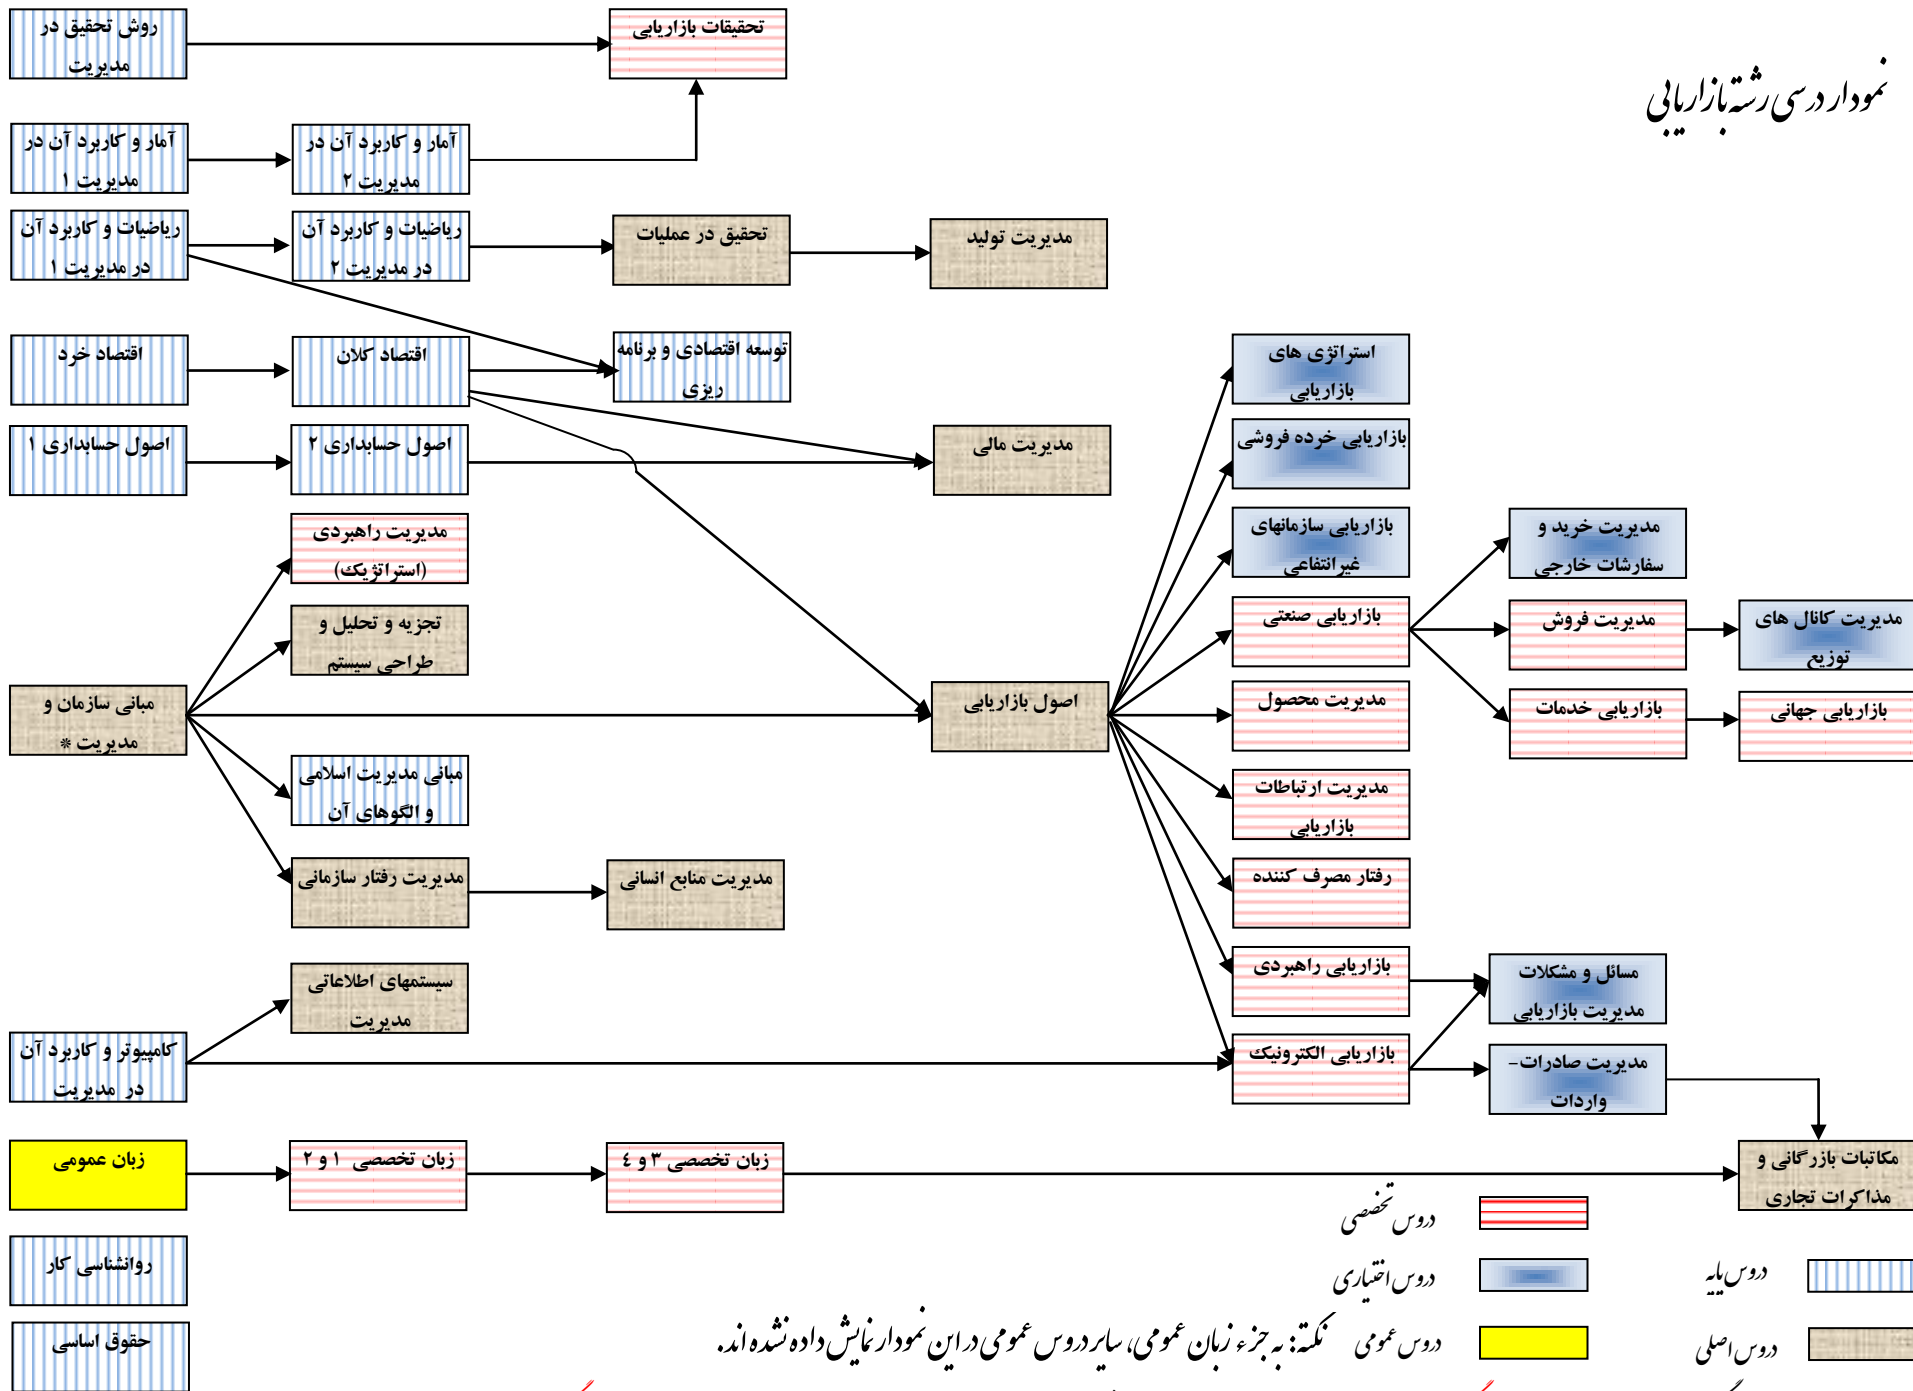 نمودار درسی رشته بازاریابی
روش تحقیق در
مدیریت
تحقیقات بازاریابی
آمار و کاربرد آن در
مدیریت ۱
آمار و کاربرد آن در
مدیریت ۲
ریاضیات و کاربرد آن
در مدیریت ۱
ریاضیات و کاربرد آن
در مدیریت ۲
تحقیق در عملیات
مدیریت تولید
اقتصاد خرد
اقتصاد کلان
توسعه اقتصادی و برنامه
ریزی
اصول حسابداری ۱
اصول حسابداری ۲
مدیریت مالی
مدیریت راهبردی
(استراتژیک)
تجزیه و تحلیل و
طراحی سیستم
مبانی سازمان و
مدیریت *
مبانی مدیریت اسلامی
و الگوهای آن
مدیریت رفتار سازمانی
مدیریت منابع انسانی
اصول بازاریابی
استراتژی های
بازاریابی
بازاریابی خرده فروشی
بازاریابی سازمانهای
غیرانتفاعی
بازاریابی صنعتی
مدیریت محصول
مدیریت ارتباطات
بازاریابی
رفتار مصرف کننده
بازاریابی راهبردی
بازاریابی الکترونیک
مدیریت خرید و
سفارشات خارجی
مدیریت فروش
مدیریت کانال های
توزیع
بازاریابی خدمات
بازاریابی جهانی
مسائل و مشکلات
مدیریت بازاریابی
مدیریت صادرات-
واردات
سیستمهای اطلاعاتی
مدیریت
کامپیوتر و کاربرد آن
در مدیریت
زبان عمومی
زبان تخصصی ۱ و ۲
زبان تخصصی ۳ و ٤
مکاتبات بازرگانی و
مذاکرات تجاری
روانشناسی کار
حقوق اساسی
دروس تخصصی
دروس پایه
دروس اختیاری
دروس اصلی
دروس عمومی
نکته: به جزء زبان عمومی، سایر دروس عمومی در این نمودار نمایش داده نشده اند.